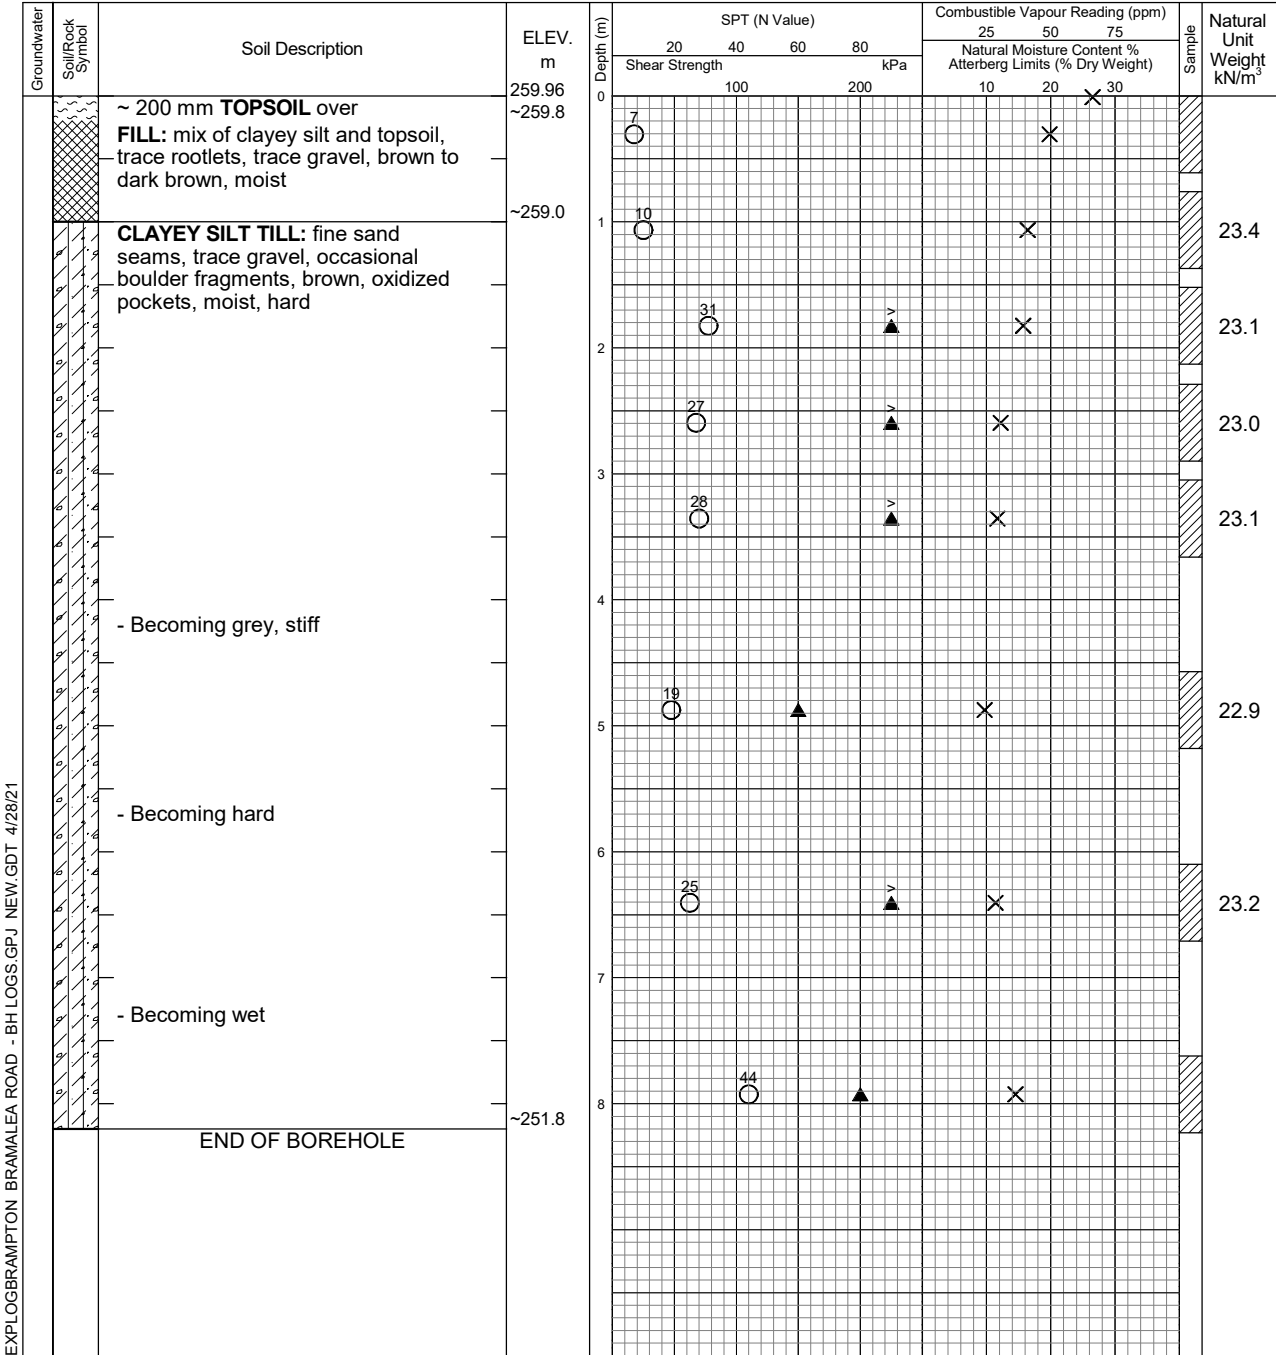 Groundwater
Soil/Rock
Symbol
Soil Description
ELEV.
m
Depth (m)
SPT (N Value)
20 40 60 80
Shear Strength kPa
100 200
Combustible Vapour Reading (ppm)
25 50 75
Natural Moisture Content %
Atterberg Limits (% Dry Weight)
10 20 30
Sample
Natural
Unit
Weight
kN/m³
259.96
0
~ 200 mm TOPSOIL over
~259.8
FILL: mix of clayey silt and topsoil,
trace rootlets, trace gravel, brown to
dark brown, moist
7
~259.0
1
10
23.4
CLAYEY SILT TILL: fine sand
seams, trace gravel, occasional
boulder fragments, brown, oxidized
pockets, moist, hard
31
>
23.1
2
27
>
23.0
3
28
>
23.1
4
- Becoming grey, stiff
19
22.9
5
- Becoming hard
6
25
>
23.2
7
- Becoming wet
44
8
~251.8
END OF BOREHOLE
EXPLOGBRAMPTON BRAMALEA ROAD - BH LOGS.GPJ NEW.GDT 4/28/21